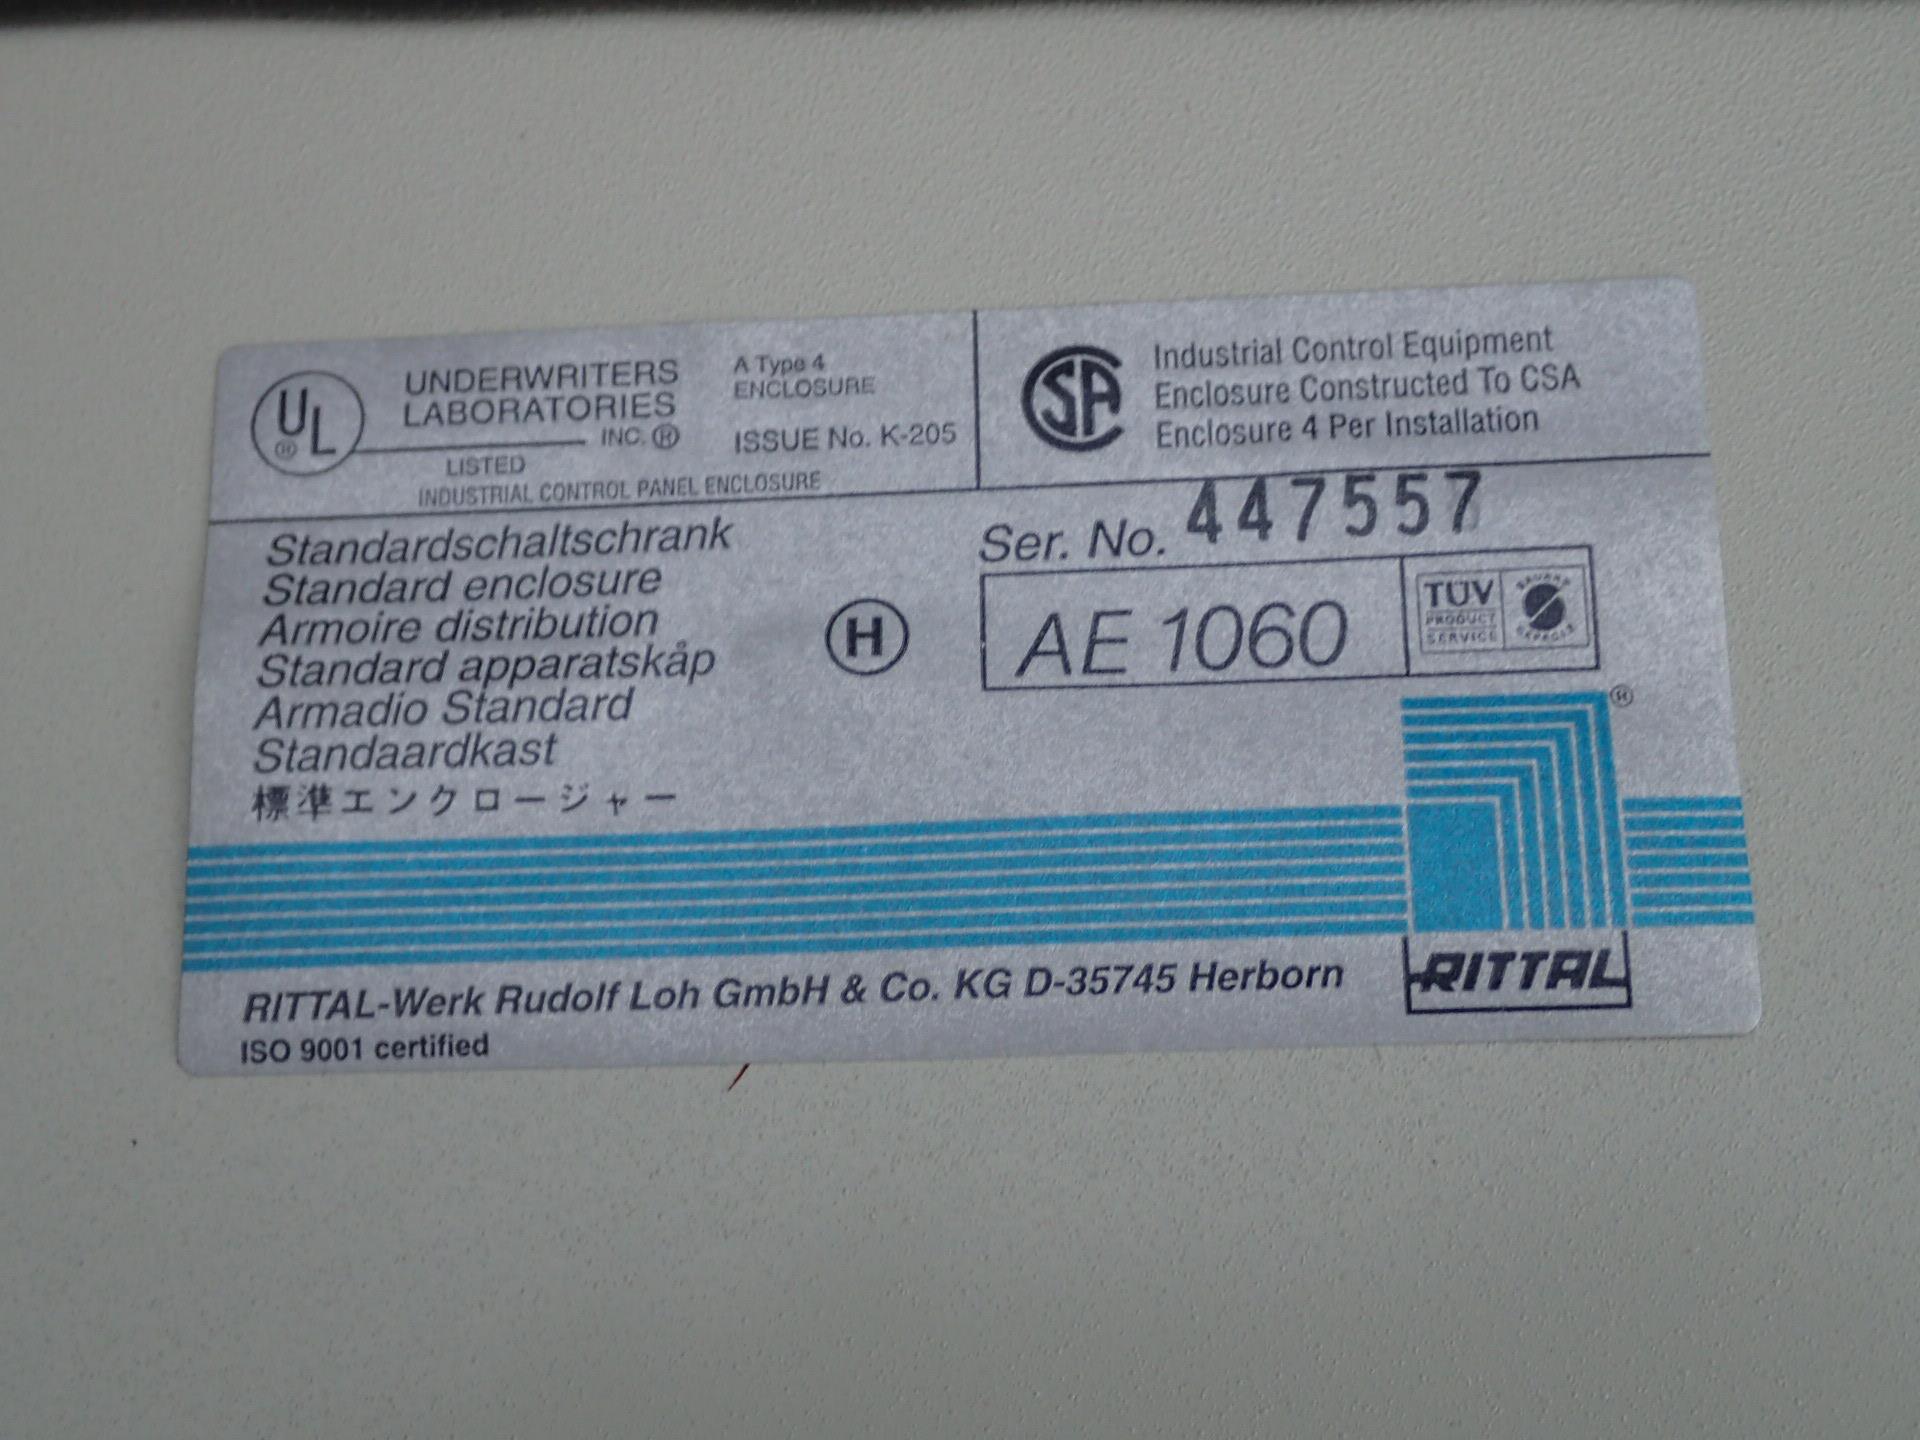 UL
UNDERWRITERS
LABORATORIES
INC. ®
LISTED
INDUSTRIAL CONTROL PANEL ENCLOSURE
A Type 4
ENCLOSURE
ISSUE No. K-205
SA
Industrial Control Equipment
Enclosure Constructed To CSA
Enclosure 4 Per Installation
Standardschaltschrank
Standard enclosure
Armoire distribution
Standard apparatskåp
Armadio Standard
Standaardkast
標準エンクロージャー
H
Ser. No. 447557
AE 1060
TÜV
PRODUCT
SERVICE
®
RITTAL
RITTAL-Werk Rudolf Loh GmbH & Co. KG D-35745 Herborn
ISO 9001 certified